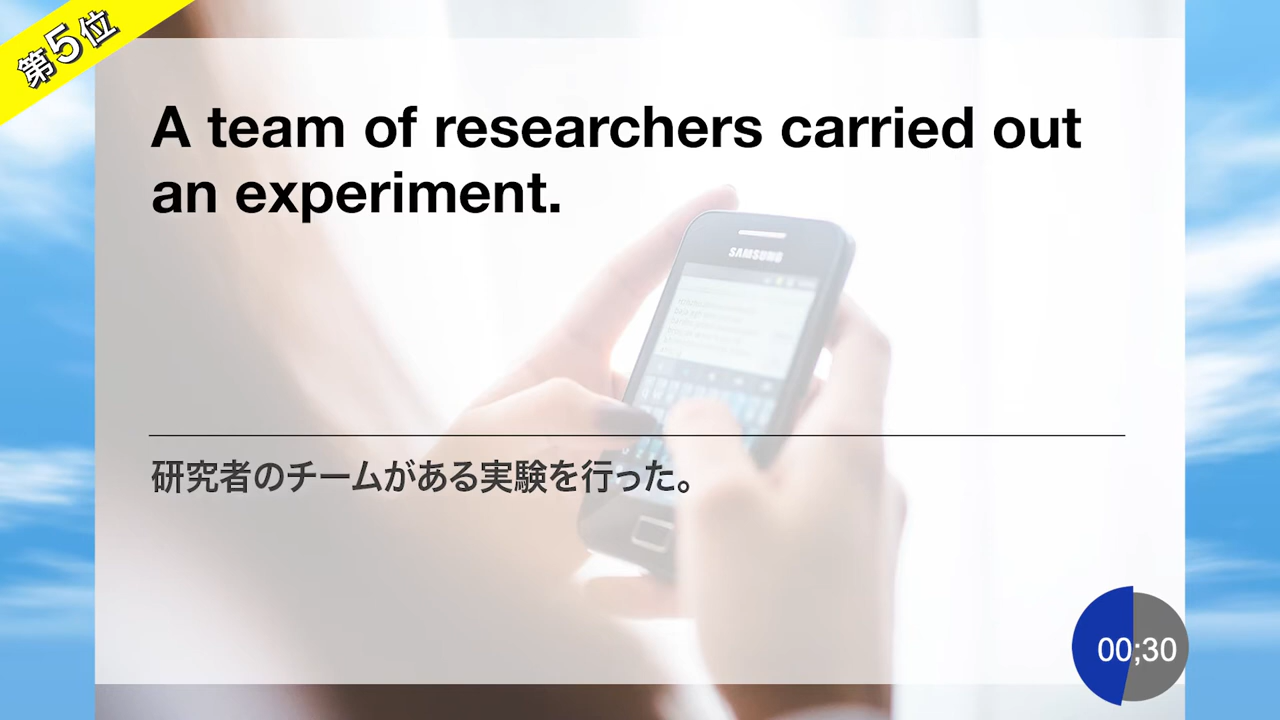 第5位
A team of researchers carried out
an experiment.
SAMSUNG
研究者のチームがある実験を行った。
00;30